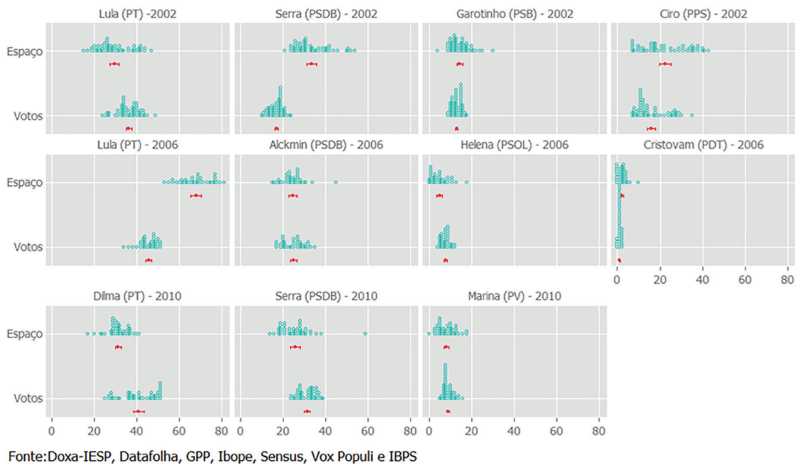 Lula (PT) -2002
Serra (PSDB) - 2002
Garotinho (PSB) - 2002
Ciro (PPS) - 2002
Espaço
Votos
Lula (PT) - 2006
Alckmin (PSDB) - 2006
Helena (PSOL) - 2006
Cristovam (PDT) - 2006
Espaço
Votos
0 20 40 60 80
Dilma (PT) - 2010
Serra (PSDB) - 2010
Marina (PV) - 2010
Espaço
Votos
0 20 40 60 80
0 20 40 60 80
0 20 40 60 80
Fonte:Doxa-IESP, Datafolha, GPP, Ibope, Sensus, Vox Populi e IBPS